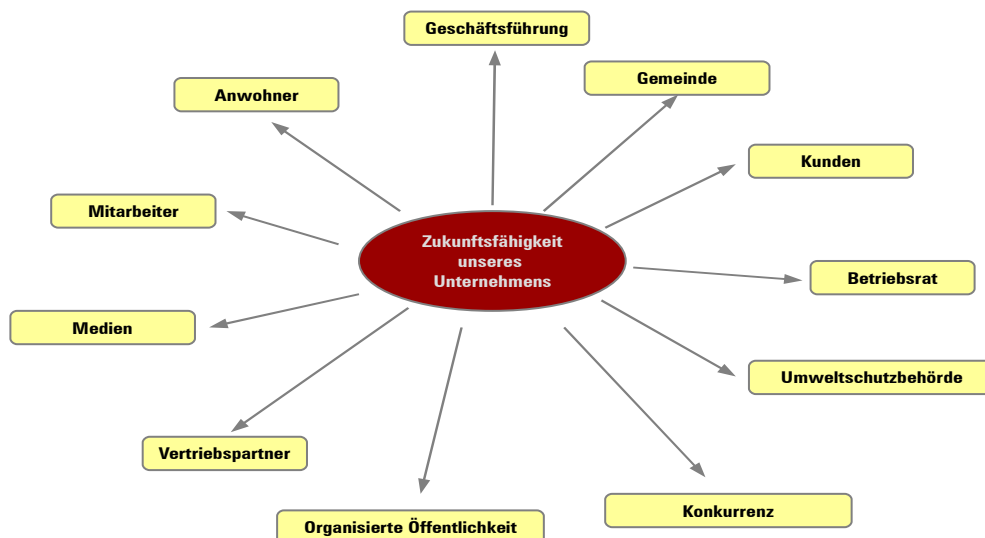 Geschäftsführung
Gemeinde
Anwohner
Kunden
Mitarbeiter
Zukunftsfähigkeit
unseres
Unternehmens
Betriebsrat
Medien
Umweltschutzbehörde
Vertriebspartner
Konkurrenz
Organisierte Öffentlichkeit